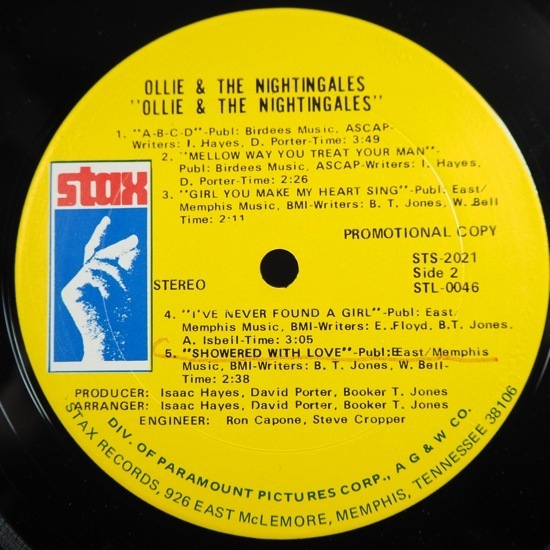 OLLIE & THE NIGHTINGALES
"OLLIE & THE NIGHTINGALES"
1. "A-B-C-D"-Publ: Birdees Music, ASCAP-
Writers: I. Hayes, D. Porter-Time: 3:49
2. "MELLOW WAY YOU TREAT YOUR MAN"-
Publ: Birdees Music, ASCAP-Writers: I. Hayes,
D. Porter-Time: 2:26
3. "GIRL YOU MAKE MY HEART SING"-Publ: East/
Memphis Music, BMI-Writers: B. T. Jones, W. Bell
Time: 2:11
stax
PROMOTIONAL COPY
STS-2021
Side 2
STL-0046
STEREO
4. "I'VE NEVER FOUND A GIRL"-Publ: East/
Memphis Music, BMI-Writers: E. Floyd, B.T. Jones.
A. Isbell-Time: 3:05
5. "SHOWERED WITH LOVE"-Publ:East/Memphis
Music, BMI-Writers: B. T. Jones, W. Bell-
Time: 2:38
PRODUCER: Isaac Hayes, David Porter, Booker T. Jones
ARRANGER: Isaac Hayes, David Porter, Booker T. Jones
ENGINEER: Ron Capone, Steve Cropper
DIV. OF PARAMOUNT PICTURES CORP., A G & W CO.
STAX RECORDS, 926 EAST McLEMORE, MEMPHIS, TENNESSEE 38106